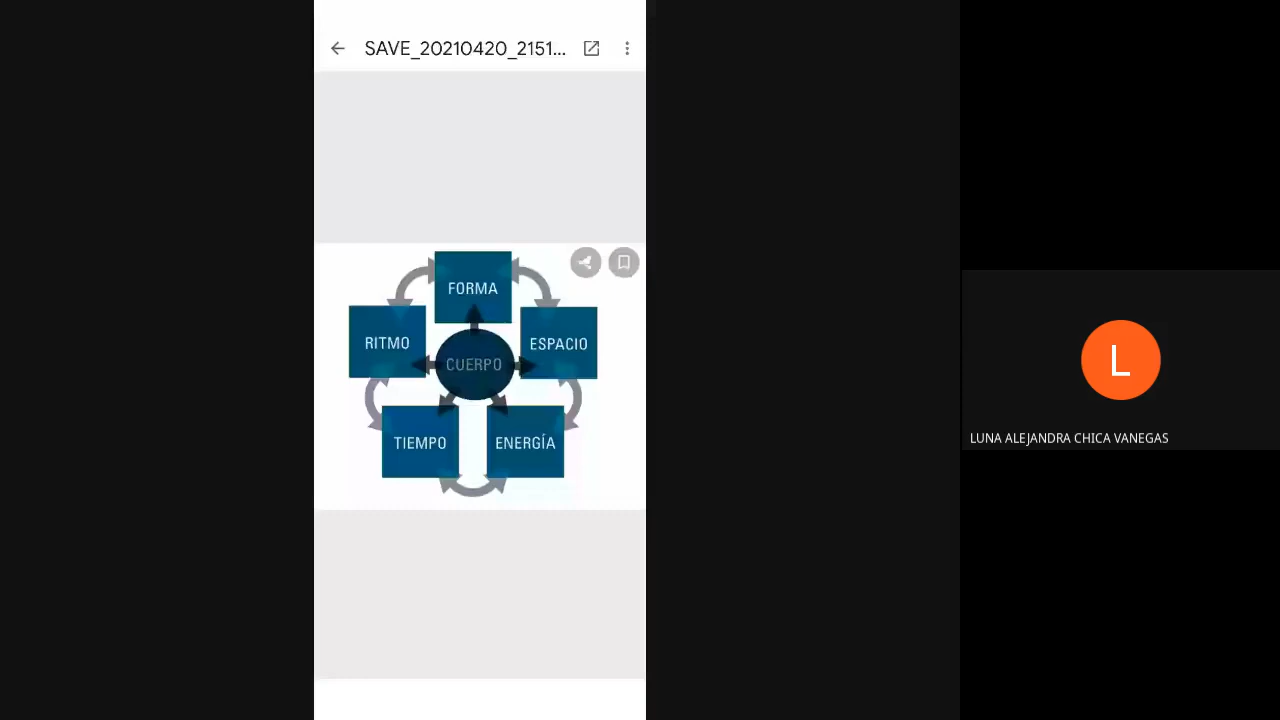 SAVE_20210420_2151...
FORMA
RITMO
ESPACIO
CUERPO
TIEMPO
ENERGÍA
L
LUNA ALEJANDRA CHICA VANEGAS